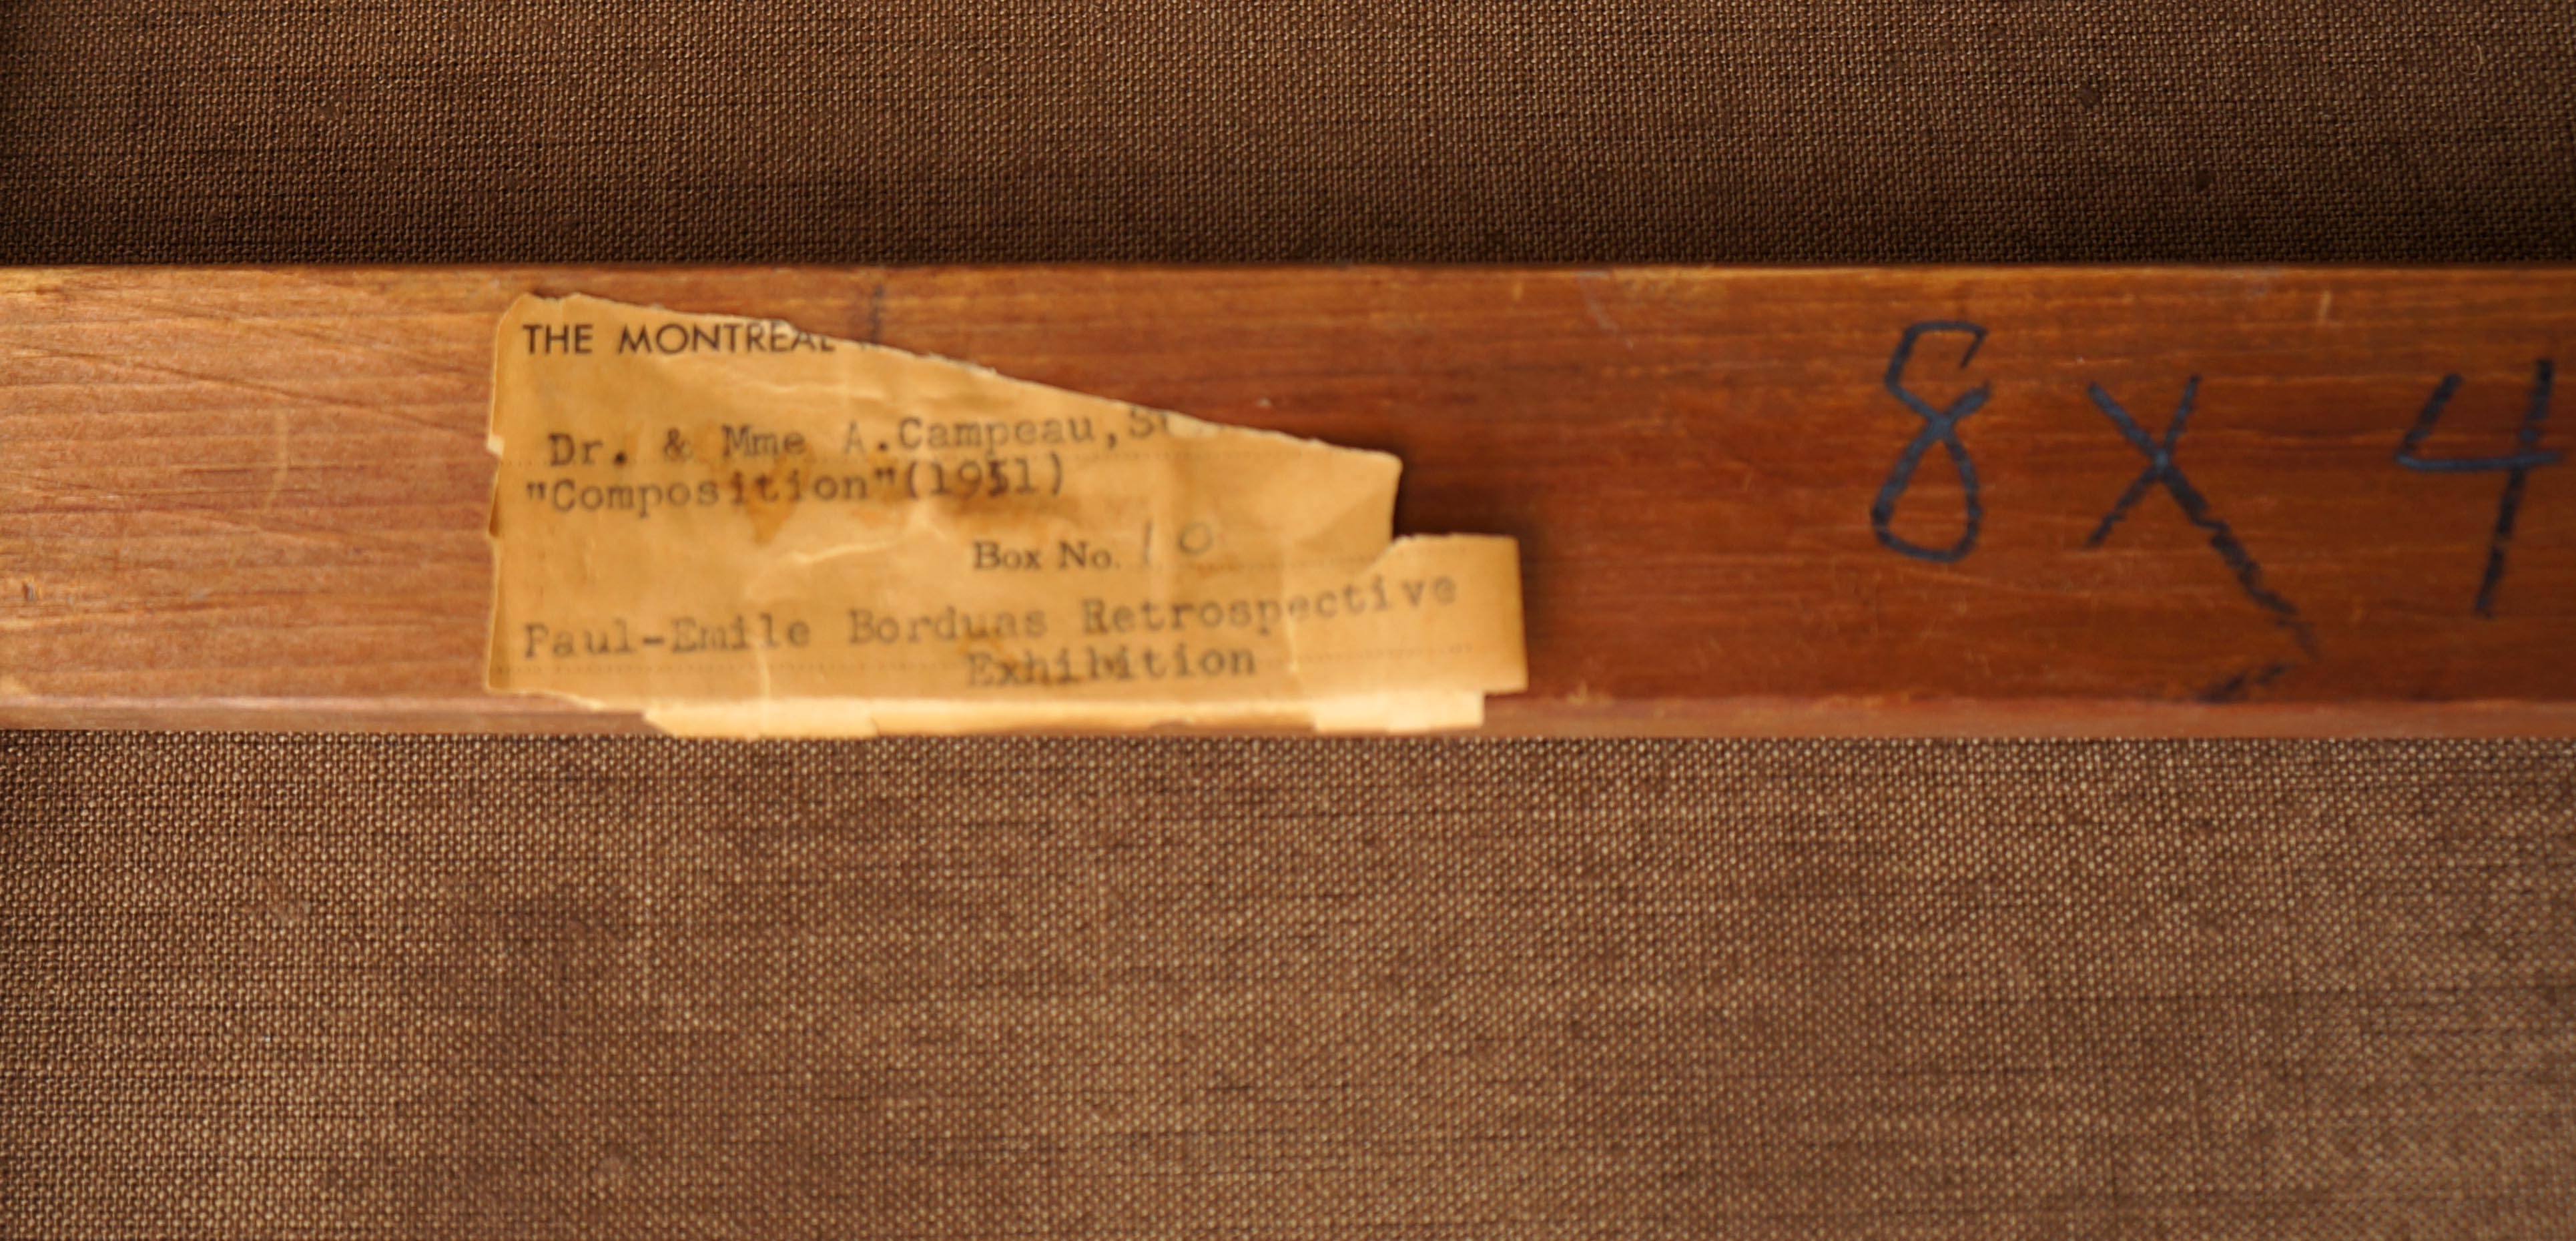 THE MONTREAL
Dr. & Mme A.Campeau,
"Composition"(1951)
Box No. 10
Paul-Emile Borduas Retrospective
Exhibition
8 X 4